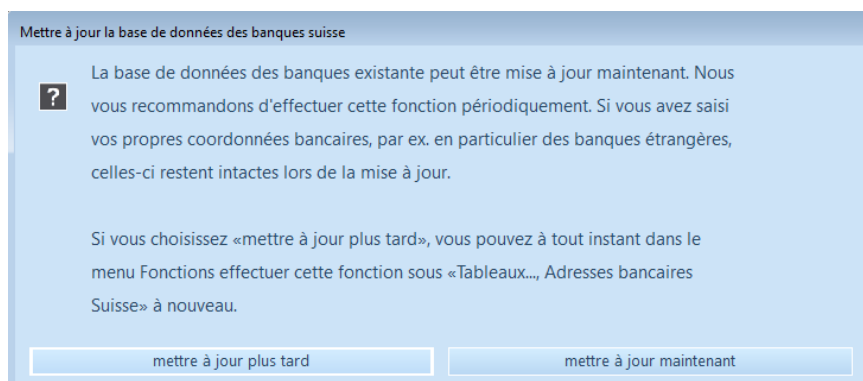 Mettre à jour la base de données des banques suisse
La base de données des banques existante peut être mise à jour maintenant. Nous
vous recommandons d'effectuer cette fonction périodiquement. Si vous avez saisi
vos propres coordonnées bancaires, par ex. en particulier des banques étrangères,
celles-ci restent intactes lors de la mise à jour.
Si vous choisissez «mettre à jour plus tard», vous pouvez à tout instant dans le
menu Fonctions effectuer cette fonction sous «Tableaux..., Adresses bancaires
Suisse» à nouveau.
mettre à jour plus tard
mettre à jour maintenant